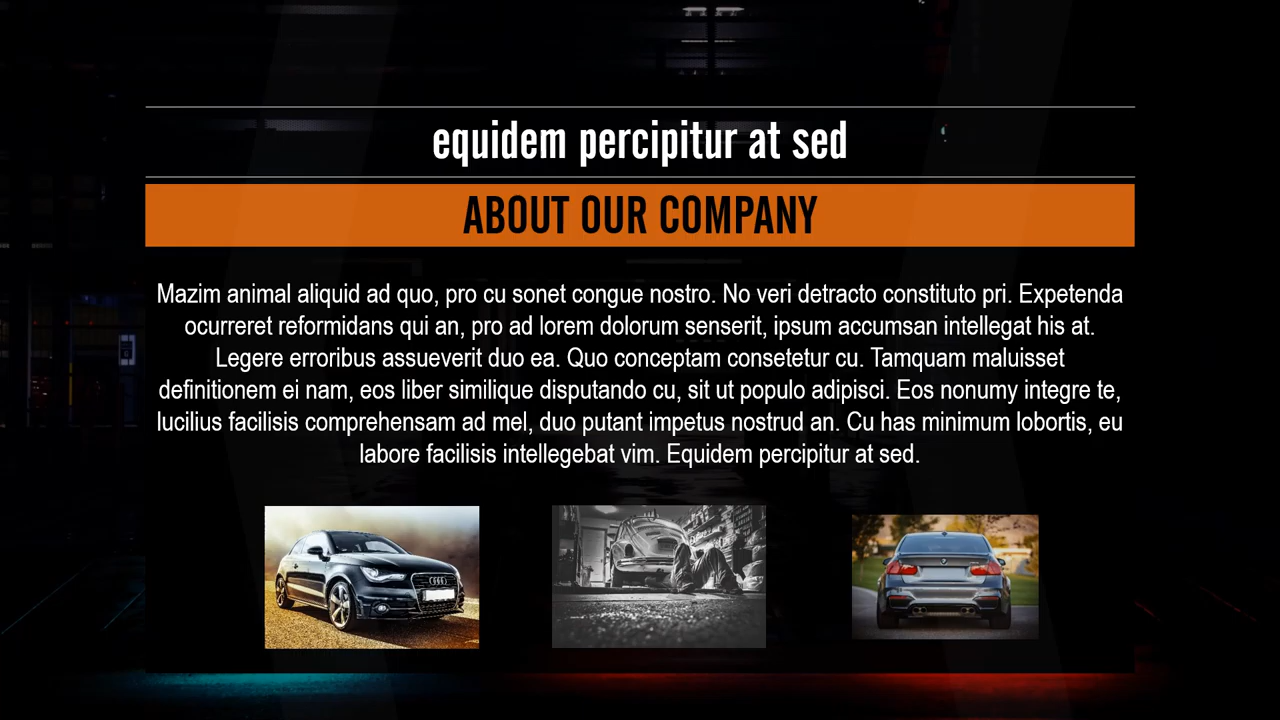 equidem percipitur at sed
ABOUT OUR COMPANY
Mazim animal aliquid ad quo, pro cu sonet congue nostro. No veri detracto constituto pri. Expetenda
ocurreret reformidans qui an, pro ad lorem dolorum senserit, ipsum accumsan intellegat his at.
Legere erroribus assueverit duo ea. Quo conceptam consetetur cu. Tamquam maluisset
definitionem ei nam, eos liber similique disputando cu, sit ut populo adipisci. Eos nonumy integre te,
lucilius facilisis comprehensam ad mel, duo putant impetus nostrud an. Cu has minimum lobortis, eu
labore facilisis intellegebat vim. Equidem percipitur at sed.